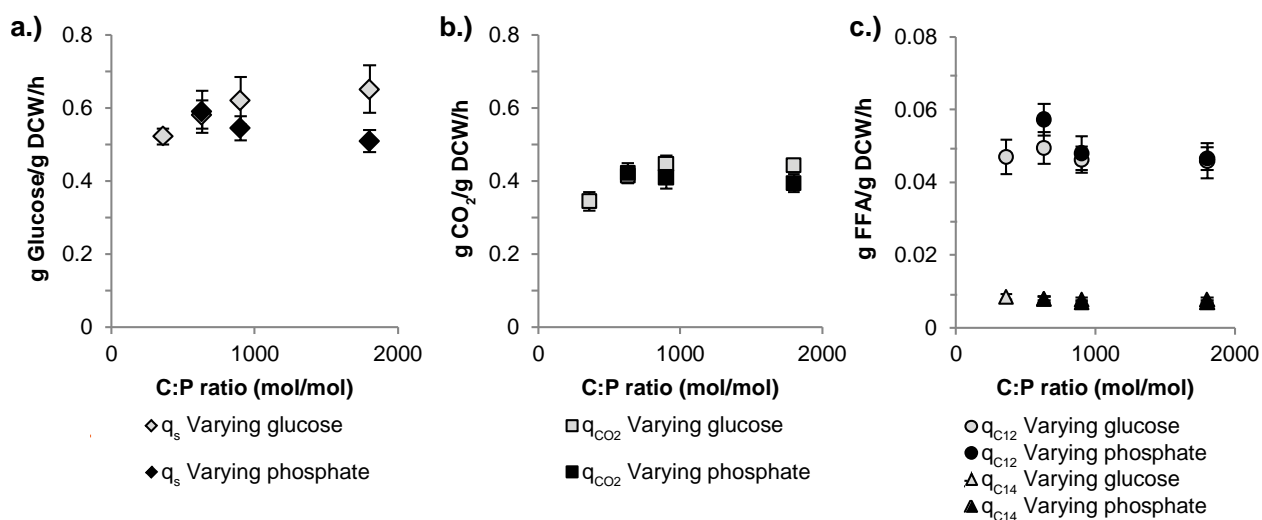 a.)
0.8
0.6
0.4
0.2
0
0 1000 2000
g Glucose/g DCW/h
C:P ratio (mol/mol)
qs Varying glucose
qs Varying phosphate
b.)
0.8
0.6
0.4
0.2
0
0 1000 2000
g CO2/g DCW/h
C:P ratio (mol/mol)
qCO2 Varying glucose
qCO2 Varying phosphate
c.)
0.08
0.06
0.04
0.02
0
0 1000 2000
g FFA/g DCW/h
C:P ratio (mol/mol)
qC12 Varying glucose
qC12 Varying phosphate
qC14 Varying glucose
qC14 Varying phosphate